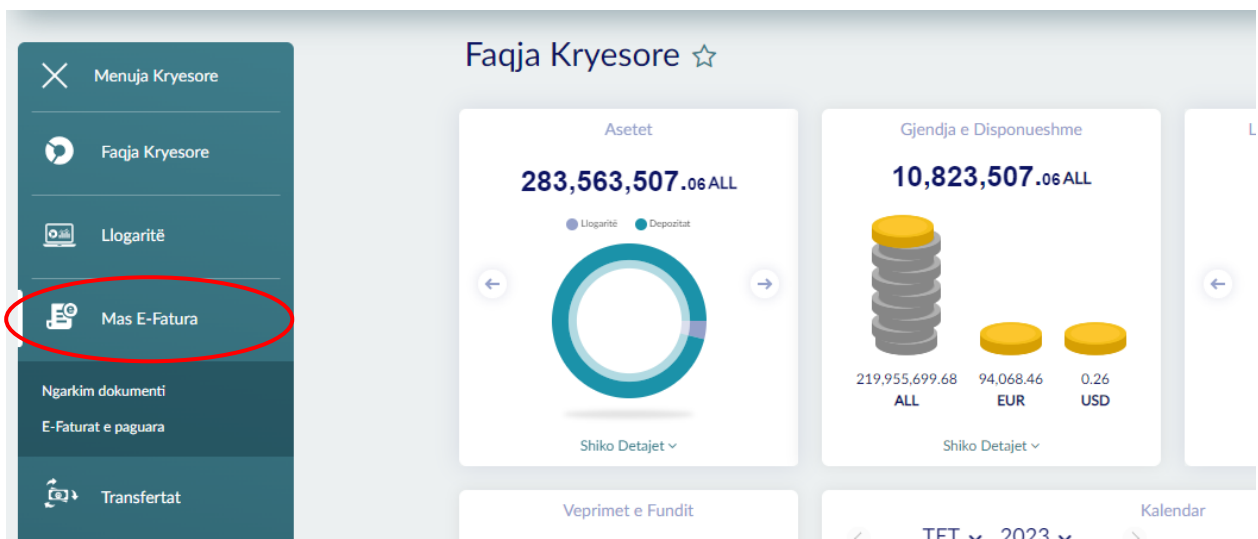 Menuja Kryesore
Faqja Kryesore
Llogaritë
Mas E-Fatura
Ngarkim dokumenti
E-Faturat e paguara
Transfertat
Faqja Kryesore
Asetet
283,563,507.06 ALL
Llogaritë Depozitat
Shiko Detajet
Gjendja e Disponueshme
10,823,507.06 ALL
219,955,699.68 94,068.46 0.26
ALL EUR USD
Shiko Detajet
Veprimet e Fundit
Kalendar
TET 2023